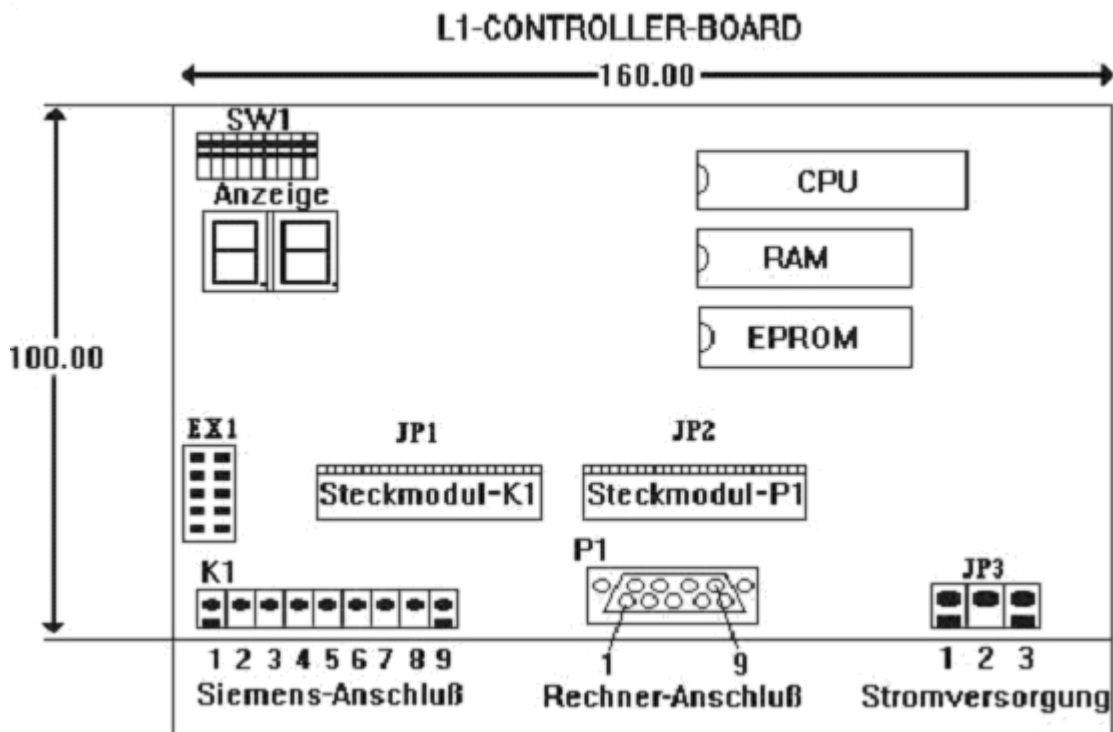 L1-CONTROLLER-BOARD
160.00
SW1
Anzeige
CPU
RAM
EPROM
100.00
EX1
JP1
JP2
Steckmodul-K1
Steckmodul-P1
K1
P1
JP3
1 2 3 4 5 6 7 8 9
1 9
1 2 3
Siemens-Anschluß
Rechner-Anschluß
Stromversorgung